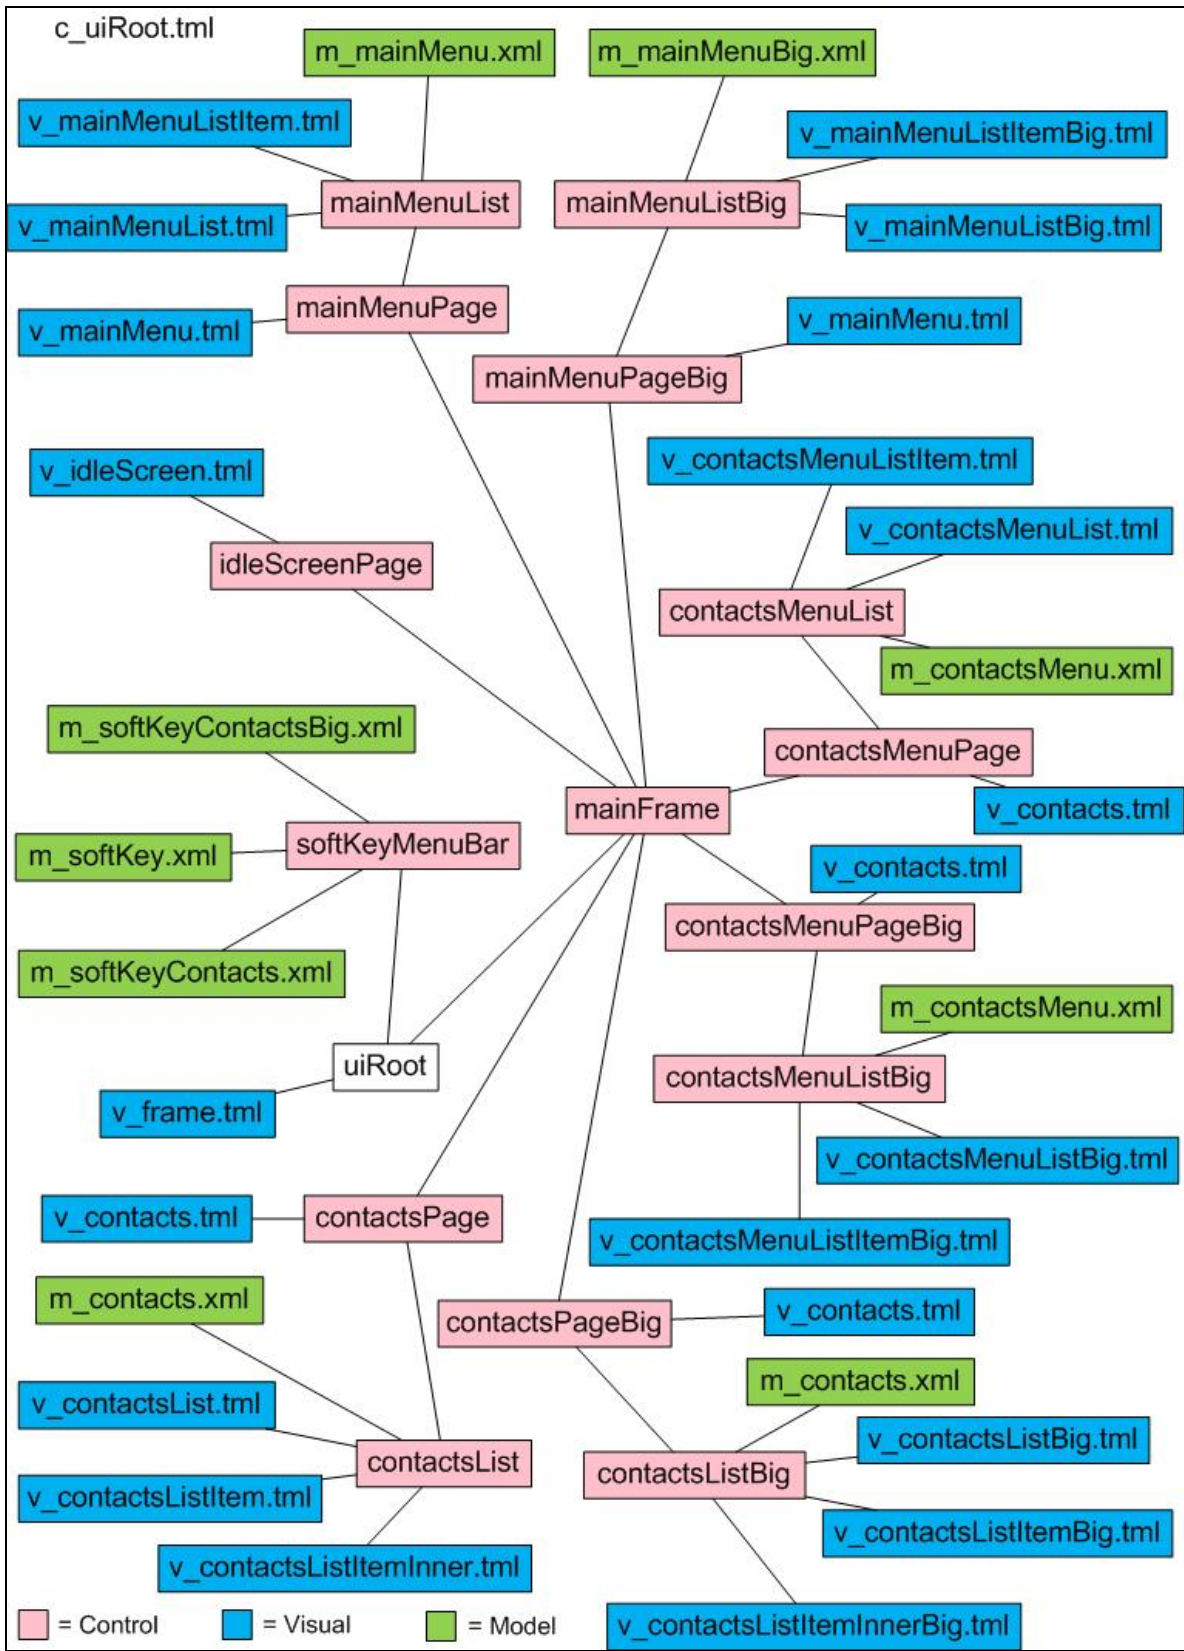 c_uiRoot.tml
m_mainMenu.xml
m_mainMenuBig.xml
v_mainMenuListItem.tml
v_mainMenuListItemBig.tml
mainMenuList
mainMenuListBig
v_mainMenuList.tml
v_mainMenuListBig.tml
mainMenuPage
v_mainMenu.tml
v_mainMenu.tml
mainMenuPageBig
v_idleScreen.tml
v_contactsMenuListItem.tml
v_contactsMenuList.tml
idleScreenPage
contactsMenuList
m_contactsMenu.xml
m_softKeyContactsBig.xml
contactsMenuPage
mainFrame
v_contacts.tml
m_softKey.xml
softKeyMenuBar
v_contacts.tml
contactsMenuPageBig
m_softKeyContacts.xml
m_contactsMenu.xml
uiRoot
contactsMenuListBig
v_frame.tml
v_contactsMenuListBig.tml
v_contacts.tml
contactsPage
v_contactsMenuListItemBig.tml
m_contacts.xml
contactsPageBig
v_contacts.tml
m_contacts.xml
v_contactsList.tml
v_contactsListBig.tml
contactsList
contactsListBig
v_contactsListItem.tml
v_contactsListItemBig.tml
v_contactsListItemInner.tml
v_contactsListItemInnerBig.tml
= Control
= Visual
= Model